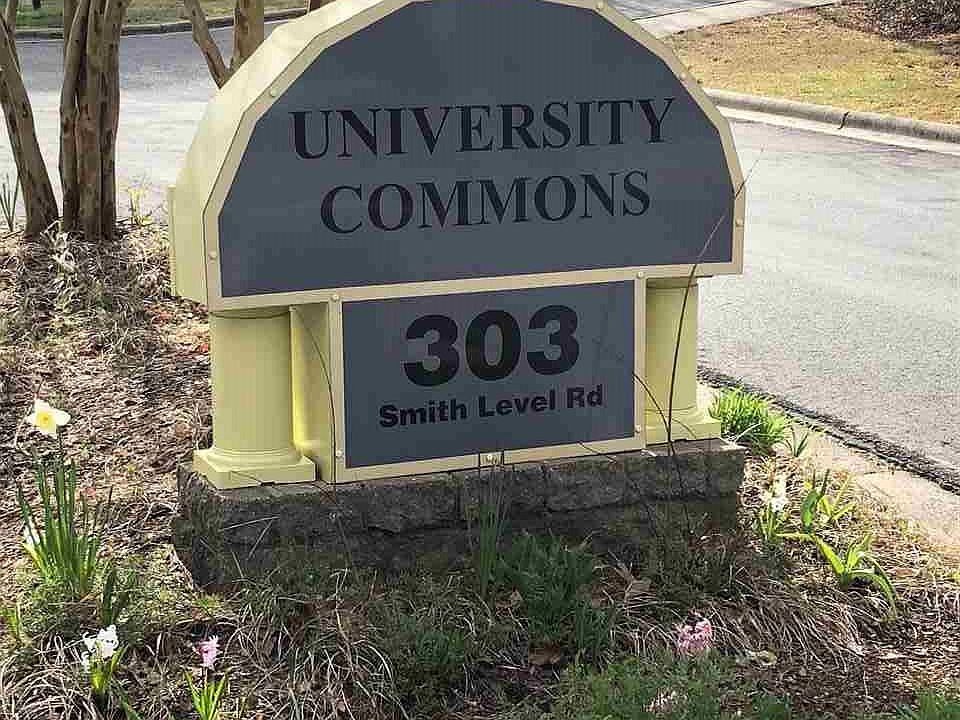 UNIVERSITY
COMMONS
303
Smith Level Rd